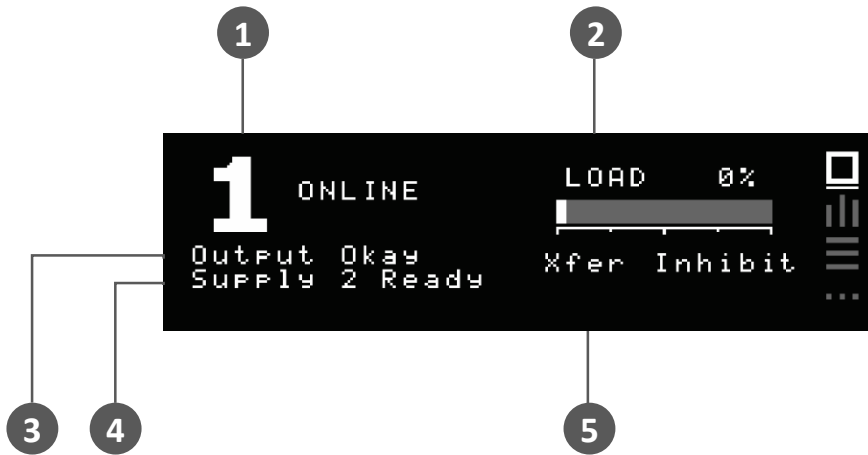 1 2
1 ONLINE LOAD 0%
Output Okay
Supply 2 Ready
Xfer Inhibit
...
3 4 5